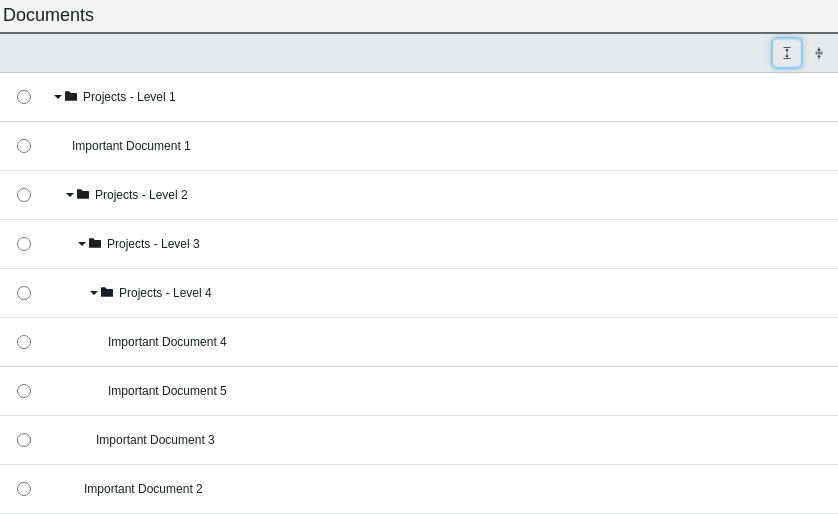 Documents
Projects - Level 1
Important Document 1
Projects - Level 2
Projects - Level 3
Projects - Level 4
Important Document 4
Important Document 5
Important Document 3
Important Document 2